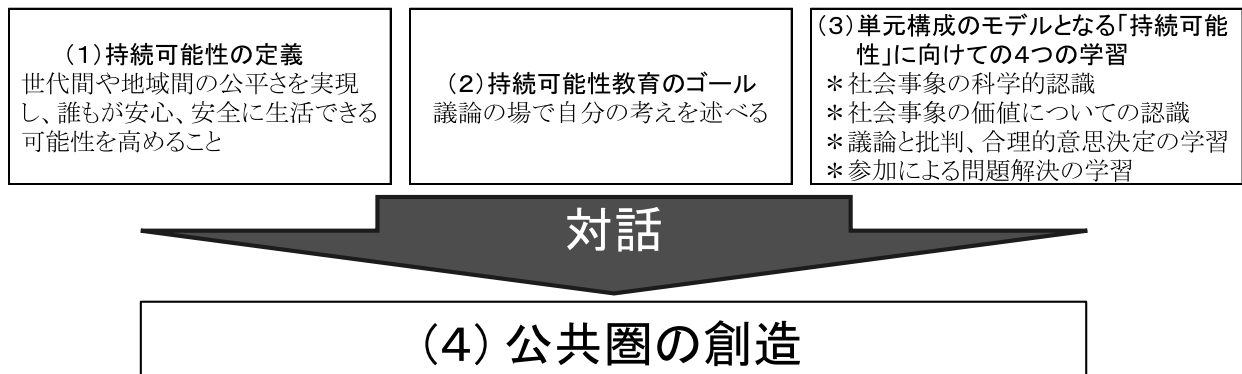 (1)持続可能性の定義
世代間や地域間の公平さを実現
し、誰もが安心、安全に生活できる
可能性を高めること
(2)持続可能性教育のゴール
議論の場で自分の考えを述べる
(3)単元構成のモデルとなる「持続可能
性」に向けての4つの学習
＊社会事象の科学的認識
＊社会事象の価値についての認識
＊議論と批判、合理的意思決定の学習
＊参加による問題解決の学習
対話
(4) 公共圏の創造